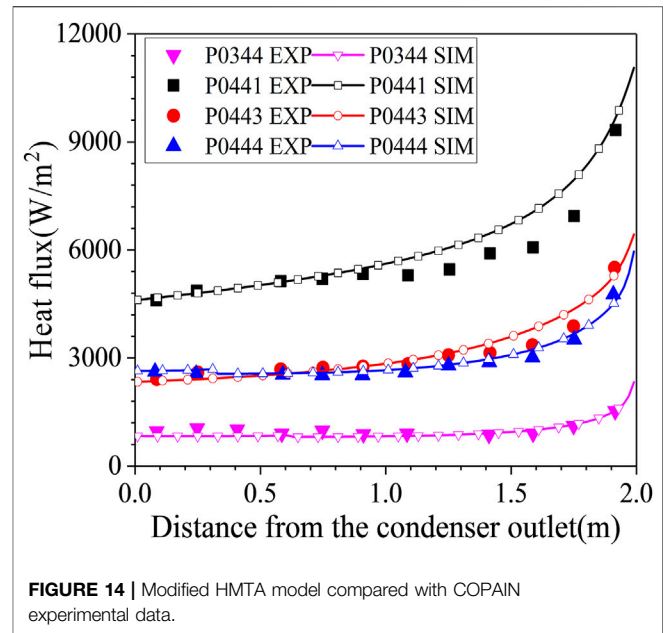 12000
9000
6000
3000
0
Heat flux(W/m²)
P0344 EXP P0344 SIM
P0441 EXP P0441 SIM
P0443 EXP P0443 SIM
P0444 EXP P0444 SIM
0.0 0.5 1.0 1.5 2.0
Distance from the condenser outlet(m)
FIGURE 14 | Modified HMTA model compared with COPAIN
experimental data.